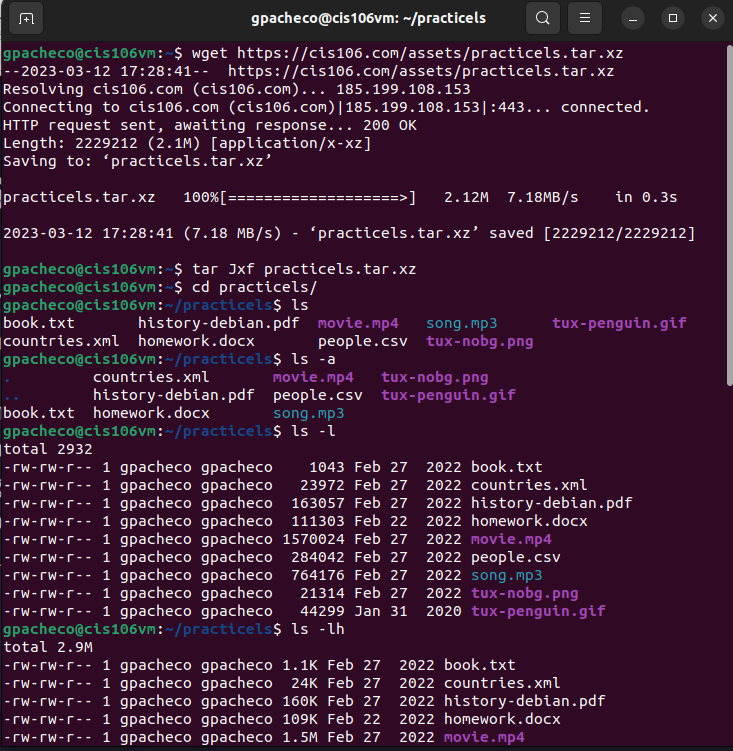 gpacheco@cis106vm: ~/practicels
gpacheco@cis106vm:~$ wget https://cis106.com/assets/practicels.tar.xz
--2023-03-12 17:28:41--  https://cis106.com/assets/practicels.tar.xz
Resolving cis106.com (cis106.com)... 185.199.108.153
Connecting to cis106.com (cis106.com)|185.199.108.153|:443... connected.
HTTP request sent, awaiting response... 200 OK
Length: 2229212 (2.1M) [application/x-xz]
Saving to: ‘practicels.tar.xz’
practicels.tar.xz   100%[===================>]   2.12M  7.18MB/s    in 0.3s
2023-03-12 17:28:41 (7.18 MB/s) - ‘practicels.tar.xz’ saved [2229212/2229212]
gpacheco@cis106vm:~$ tar Jxf practicels.tar.xz
gpacheco@cis106vm:~$ cd practicels/
gpacheco@cis106vm:~/practicels$ ls
book.txt       history-debian.pdf  movie.mp4   song.mp3      tux-penguin.gif
countries.xml  homework.docx       people.csv  tux-nobg.png
gpacheco@cis106vm:~/practicels$ ls -a
.         countries.xml       movie.mp4   tux-nobg.png
..        history-debian.pdf  people.csv  tux-penguin.gif
book.txt  homework.docx       song.mp3
gpacheco@cis106vm:~/practicels$ ls -l
total 2932
-rw-rw-r-- 1 gpacheco gpacheco    1043 Feb 27  2022 book.txt
-rw-rw-r-- 1 gpacheco gpacheco   23972 Feb 27  2022 countries.xml
-rw-rw-r-- 1 gpacheco gpacheco  163057 Feb 27  2022 history-debian.pdf
-rw-rw-r-- 1 gpacheco gpacheco  111303 Feb 22  2022 homework.docx
-rw-rw-r-- 1 gpacheco gpacheco 1570024 Feb 27  2022 movie.mp4
-rw-rw-r-- 1 gpacheco gpacheco  284042 Feb 27  2022 people.csv
-rw-rw-r-- 1 gpacheco gpacheco  764176 Feb 27  2022 song.mp3
-rw-rw-r-- 1 gpacheco gpacheco   21314 Feb 27  2022 tux-nobg.png
-rw-rw-r-- 1 gpacheco gpacheco   44299 Jan 31  2020 tux-penguin.gif
gpacheco@cis106vm:~/practicels$ ls -lh
total 2.9M
-rw-rw-r-- 1 gpacheco gpacheco 1.1K Feb 27  2022 book.txt
-rw-rw-r-- 1 gpacheco gpacheco  24K Feb 27  2022 countries.xml
-rw-rw-r-- 1 gpacheco gpacheco 160K Feb 27  2022 history-debian.pdf
-rw-rw-r-- 1 gpacheco gpacheco 109K Feb 22  2022 homework.docx
-rw-rw-r-- 1 gpacheco gpacheco 1.5M Feb 27  2022 movie.mp4